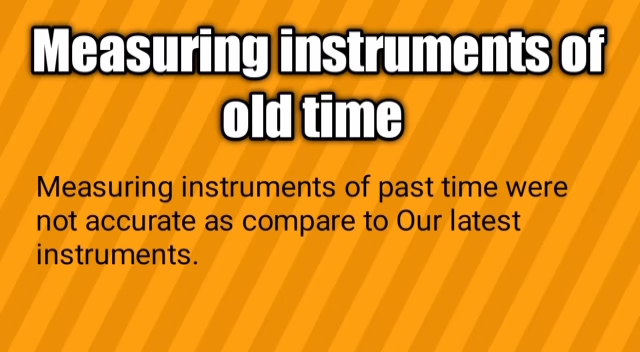 Measuring instruments of
old time
Measuring instruments of past time were
not accurate as compare to Our latest
instruments.